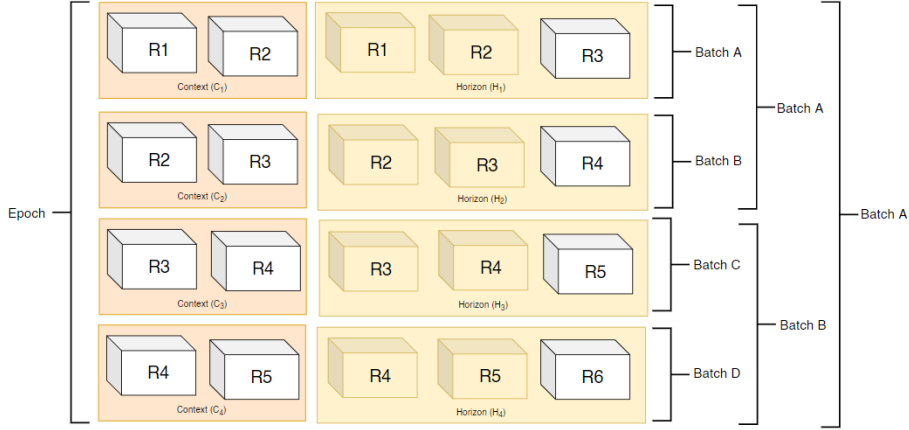 R1
R2
Context (C1)
R1
R2
R3
Horizon (H1)
Batch A
Batch A
R2
R3
Context (C2)
R2
R3
R4
Horizon (H2)
Batch B
Epoch
Batch A
R3
R4
Context (C3)
R3
R4
R5
Horizon (H3)
Batch C
Batch B
R4
R5
Context (C4)
R4
R5
R6
Horizon (H4)
Batch D